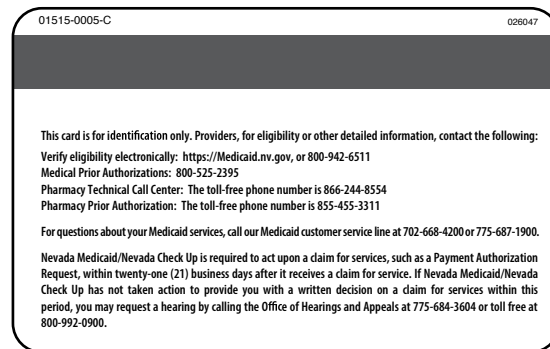 01515-0005-C 026047
This card is for identification only. Providers, for eligibility or other detailed information, contact the following:
Verify eligibility electronically: https://Medicaid.nv.gov, or 800-942-6511
Medical Prior Authorizations: 800-525-2395
Pharmacy Technical Call Center: The toll-free phone number is 866-244-8554
Pharmacy Prior Authorization: The toll-free phone number is 855-455-3311
For questions about your Medicaid services, call our Medicaid customer service line at 702-668-4200 or 775-687-1900.
Nevada Medicaid/Nevada Check Up is required to act upon a claim for services, such as a Payment Authorization
Request, within twenty-one (21) business days after it receives a claim for service. If Nevada Medicaid/Nevada
Check Up has not taken action to provide you with a written decision on a claim for services within this
period, you may request a hearing by calling the Office of Hearings and Appeals at 775-684-3604 or toll free at
800-992-0900.